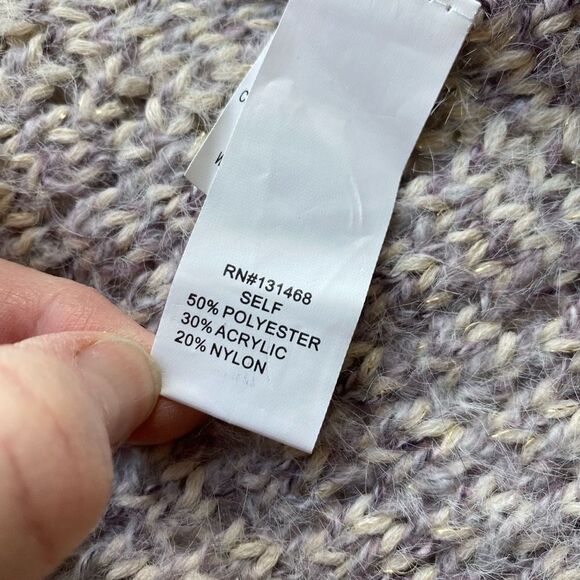 RN#131468
SELF
50% POLYESTER
30% ACRYLIC
20% NYLON